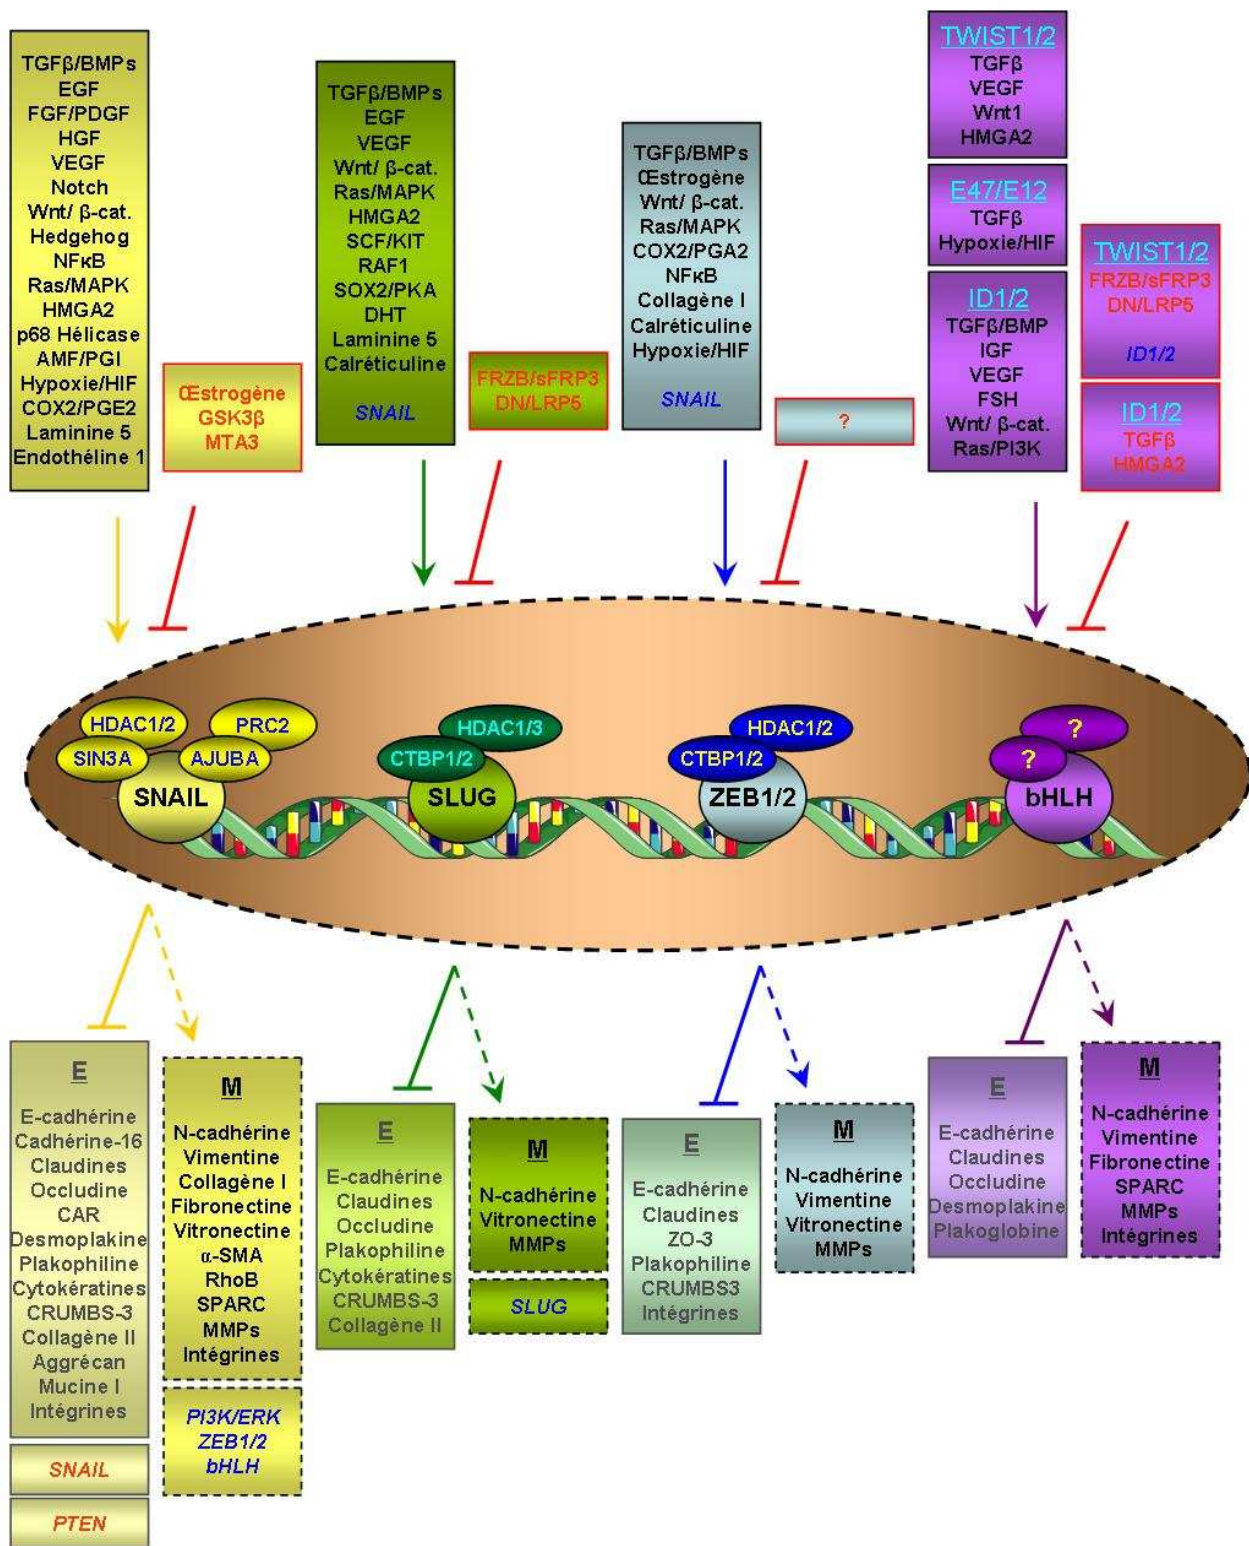 TGFβ/BMPs
EGF
FGF/PDGF
HGF
VEGF
Notch
Wnt/ β-cat.
Hedgehog
NFκB
Ras/MAPK
HMGA2
p68 Hélicase
AMF/PGI
Hypoxie/HIF
COX2/PGE2
Laminine 5
Endothéline 1
Œstrogène
GSK3β
MTA3
TGFβ/BMPs
EGF
VEGF
Wnt/ β-cat.
Ras/MAPK
HMGA2
SCF/KIT
RAF1
SOX2/PKA
DHT
Laminine 5
Calréticuline
SNAIL
FRZB/sFRP3
DN/LRP5
TGFβ/BMPs
Œstrogène
Wnt/ β-cat.
Ras/MAPK
COX2/PGA2
NFκB
Collagène I
Calréticuline
Hypoxie/HIF
SNAIL
?
TWIST1/2
TGFβ
VEGF
Wnt1
HMGA2
E47/E12
TGFβ
Hypoxie/HIF
ID1/2
TGFβ/BMP
IGF
VEGF
FSH
Wnt/ β-cat.
Ras/PI3K
TWIST1/2
FRZB/sFRP3
DN/LRP5
ID1/2
ID1/2
TGFβ
HMGA2
HDAC1/2
PRC2
SIN3A
AJUBA
SNAIL
HDAC1/3
CTBP1/2
SLUG
HDAC1/2
CTBP1/2
ZEB1/2
?
?
bHLH
E
E-cadhérine
Cadhérine-16
Claudines
Occludine
CAR
Desmoplakine
Plakophiline
Cytokératines
CRUMBS-3
Collagène II
Aggrécan
Mucine I
Intégrines
SNAIL
PTEN
M
N-cadhérine
Vimentine
Collagène I
Fibronectine
Vitronectine
α-SMA
RhoB
SPARC
MMPs
Intégrines
PI3K/ERK
ZEB1/2
bHLH
E
E-cadhérine
Claudines
Occludine
Plakophiline
Cytokératines
CRUMBS-3
Collagène II
M
N-cadhérine
Vitronectine
MMPs
SLUG
E
E-cadhérine
Claudines
ZO-3
Plakophiline
CRUMBS3
Intégrines
M
N-cadhérine
Vimentine
Vitronectine
MMPs
E
E-cadhérine
Claudines
Occludine
Desmoplakine
Plakoglobine
M
N-cadhérine
Vimentine
Fibronectine
SPARC
MMPs
Intégrines